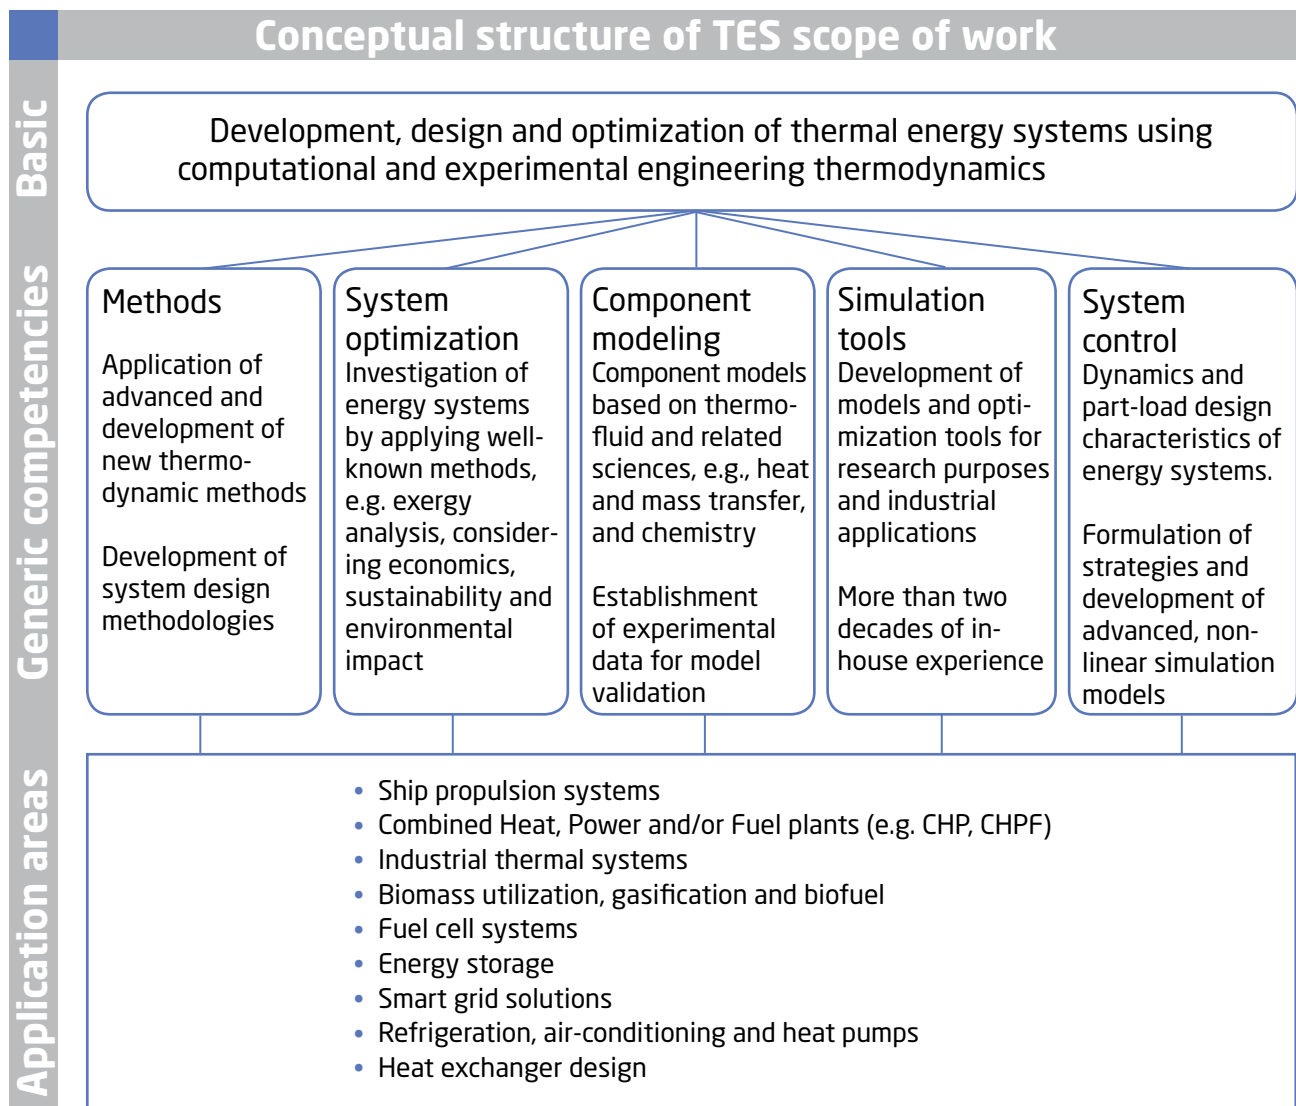 Conceptual structure of TES scope of work
Basic
Development, design and optimization of thermal energy systems using
computational and experimental engineering thermodynamics
Generic competencies
Methods
Application of
advanced and
development of
new thermo-
dynamic methods
Development of
system design
methodologies
System
optimization
Investigation of
energy systems
by applying well-
known methods,
e.g. exergy
analysis, consider-
ing economics,
sustainability and
environmental
impact
Component
modeling
Component models
based on thermo-
fluid and related
sciences, e.g., heat
and mass transfer,
and chemistry
Establishment
of experimental
data for model
validation
Simulation
tools
Development of
models and opti-
mization tools for
research purposes
and industrial
applications
More than two
decades of in-
house experience
System
control
Dynamics and
part-load design
characteristics of
energy systems.
Formulation of
strategies and
development of
advanced, non-
linear simulation
models
Application areas
• Ship propulsion systems
• Combined Heat, Power and/or Fuel plants (e.g. CHP, CHPF)
• Industrial thermal systems
• Biomass utilization, gasification and biofuel
• Fuel cell systems
• Energy storage
• Smart grid solutions
• Refrigeration, air-conditioning and heat pumps
• Heat exchanger design